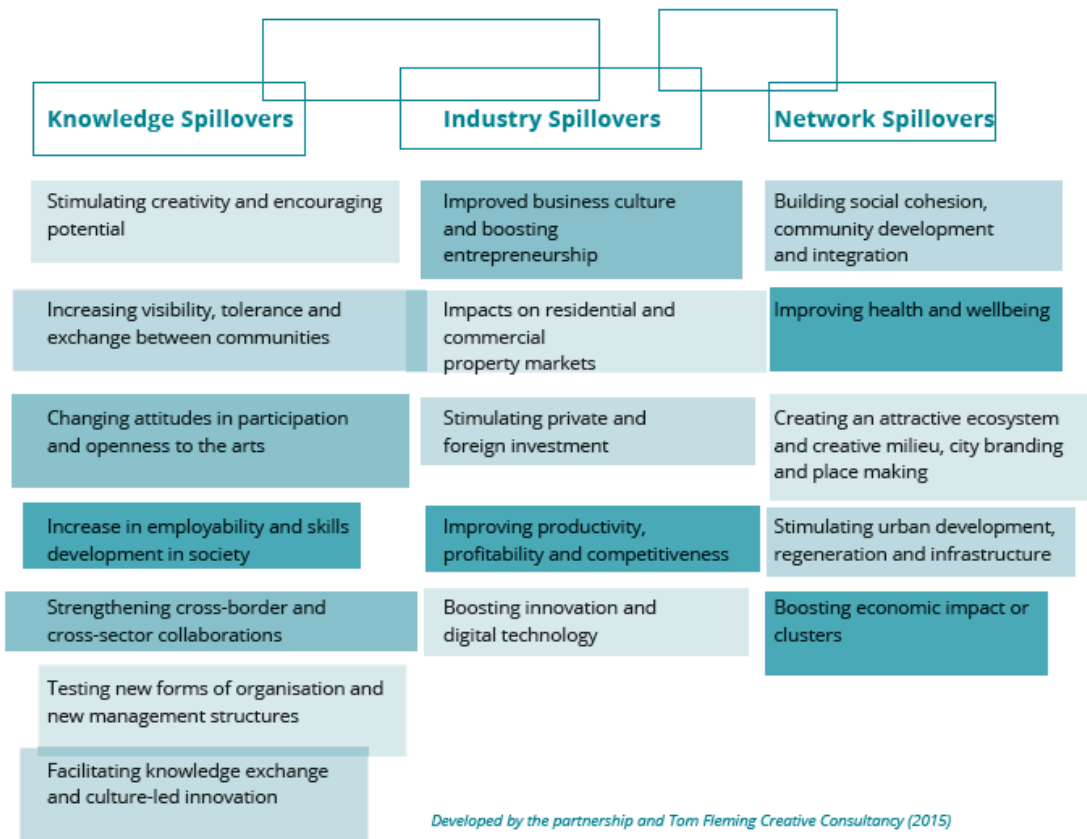 Knowledge Spillovers
Stimulating creativity and encouraging
potential
Increasing visibility, tolerance and
exchange between communities
Changing attitudes in participation
and openness to the arts
Increase in employability and skills
development in society
Strengthening cross-border and
cross-sector collaborations
Testing new forms of organisation and
new management structures
Facilitating knowledge exchange
and culture-led innovation
Industry Spillovers
Improved business culture
and boosting
entrepreneurship
Impacts on residential and
commercial
property markets
Stimulating private and
foreign investment
Improving productivity,
profitability and competitiveness
Boosting innovation and
digital technology
Network Spillovers
Building social cohesion,
community development
and integration
Improving health and wellbeing
Creating an attractive ecosystem
and creative milieu, city branding
and place making
Stimulating urban development,
regeneration and infrastructure
Boosting economic impact or
clusters
Developed by the partnership and Tom Fleming Creative Consultancy (2015)